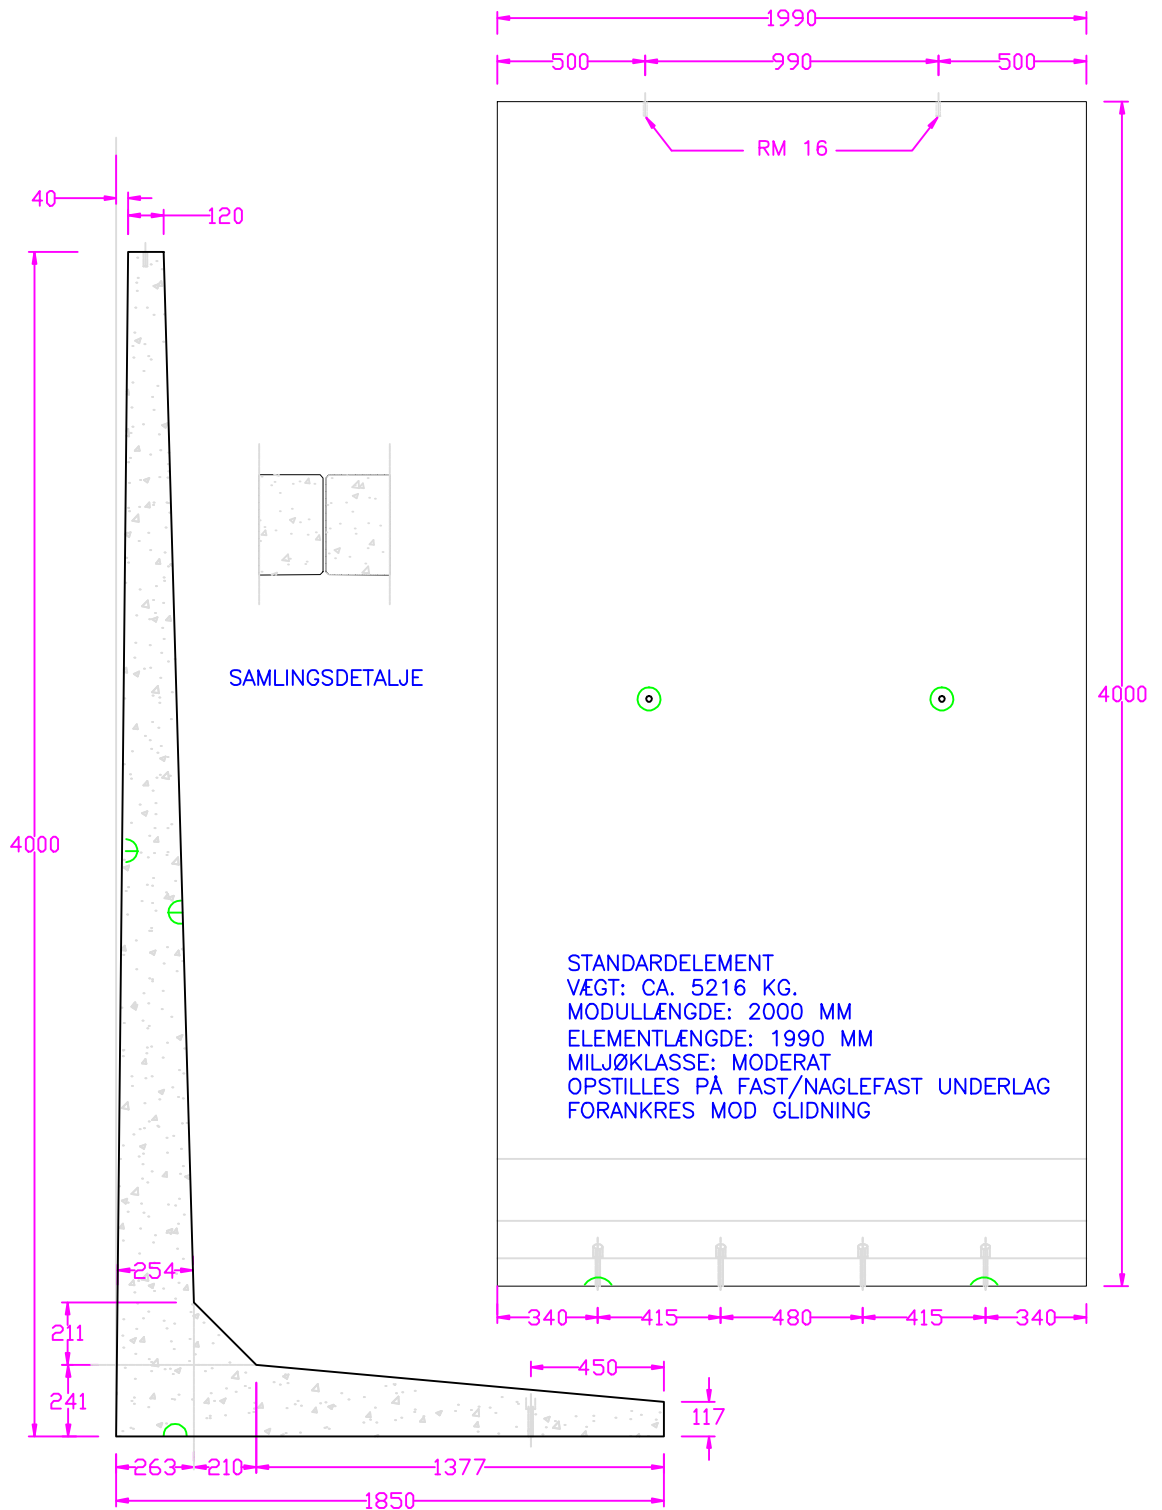 1990
500 990 500
RM 16
40
120
4000
SAMLINGSDETALJE
4000
STANDARDELEMENT
VÆGT: CA. 5216 KG.
MODULLÆNGDE: 2000 MM
ELEMENTLÆNGDE: 1990 MM
MILJØKLASSE: MODERAT
OPSTILLES PÅ FAST/NAGLEFAST UNDERLAG
FORANKRES MOD GLIDNING
254
211
241
340 415 480 415 340
450
117
263 210 1377
1850